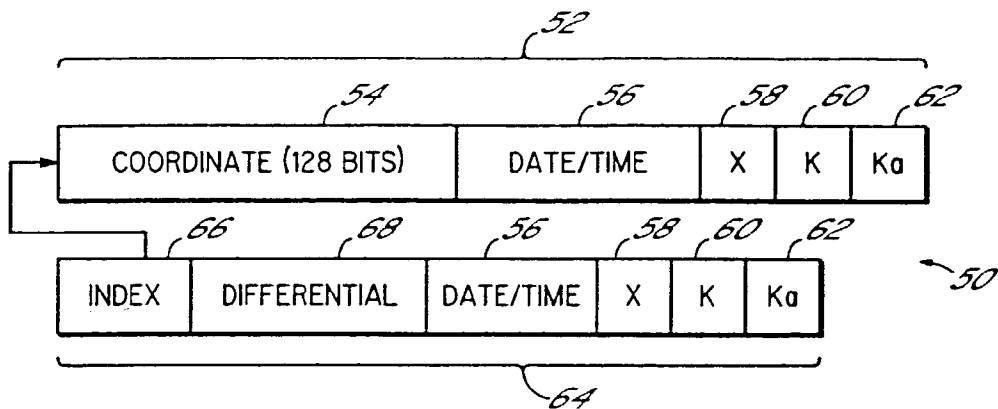 52
54 56 58 60 62
COORDINATE (128 BITS) DATE/TIME X K Ka
66 68 56 58 60 62
INDEX DIFFERENTIAL DATE/TIME X K Ka
50
64